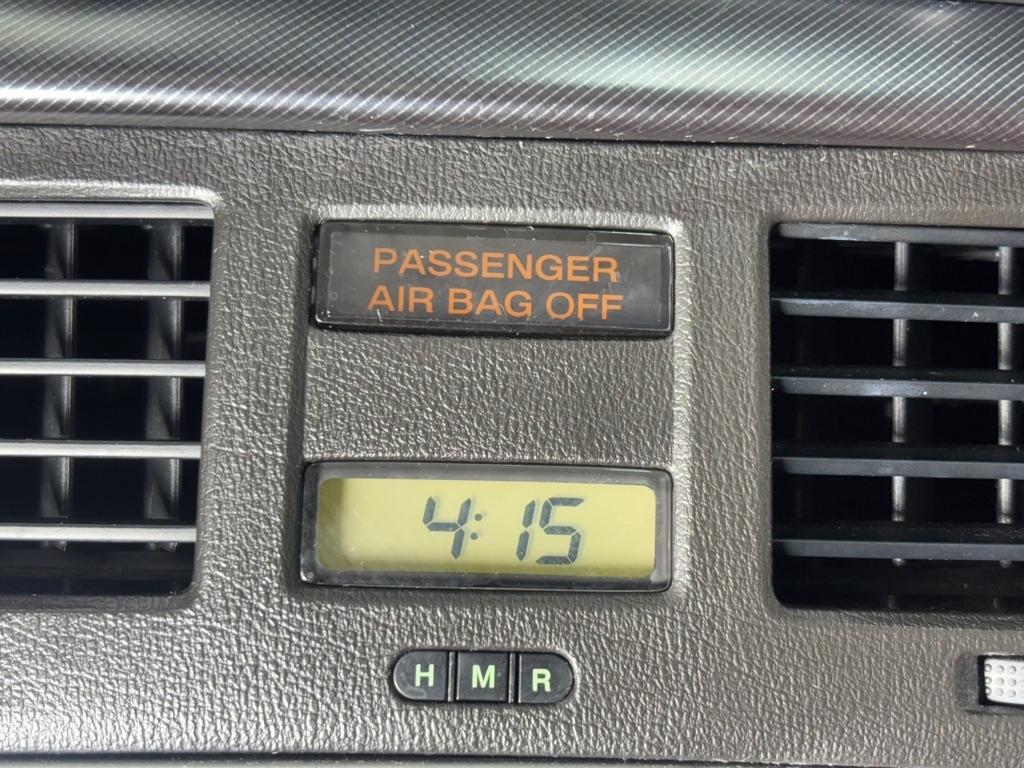 PASSENGER
AIR BAG OFF
4:15
H M R